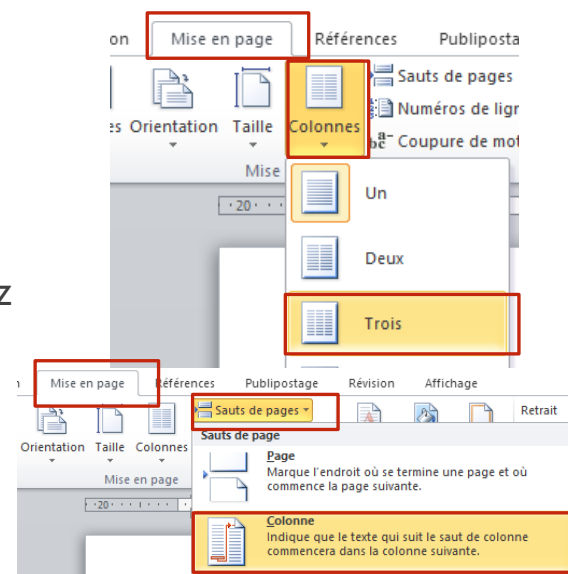 on Mise en page Références Publiposta
Sauts de pages
es Orientation Taille Colonnes Numéros de lign
Coupure de mot
Mise
20
Un
Deux
z
Trois
Mise en page Références Publipostage Révision Affichage
Sauts de pages Retrait
Orientation Taille Colonnes Sauts de page
Page
Marque l'endroit où se termine une page et où
commence la page suivante.
Mise en page
20
Colonne
Indique que le texte qui suit le saut de colonne
commencera dans la colonne suivante.